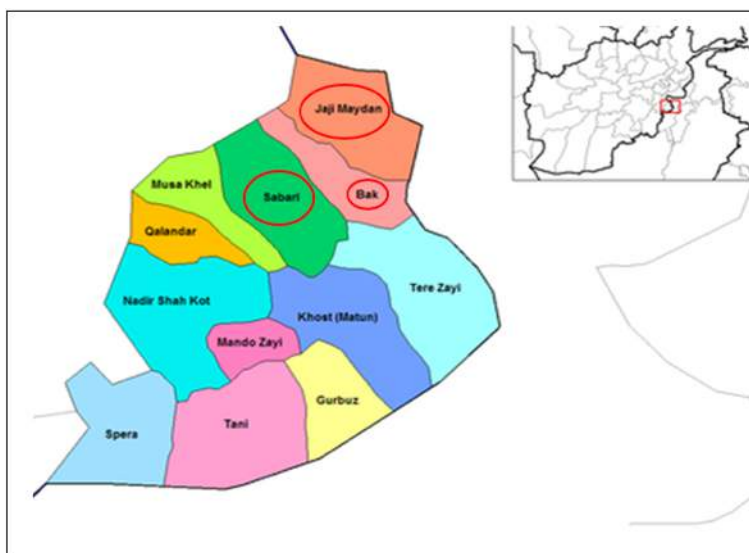 Jaji Maydan
Musa Khel
Sabari
Bak
Qalandar
Tere Zayi
Nadir Shah Kot
Khost (Matun)
Mando Zayi
Gurbuz
Tani
Spera